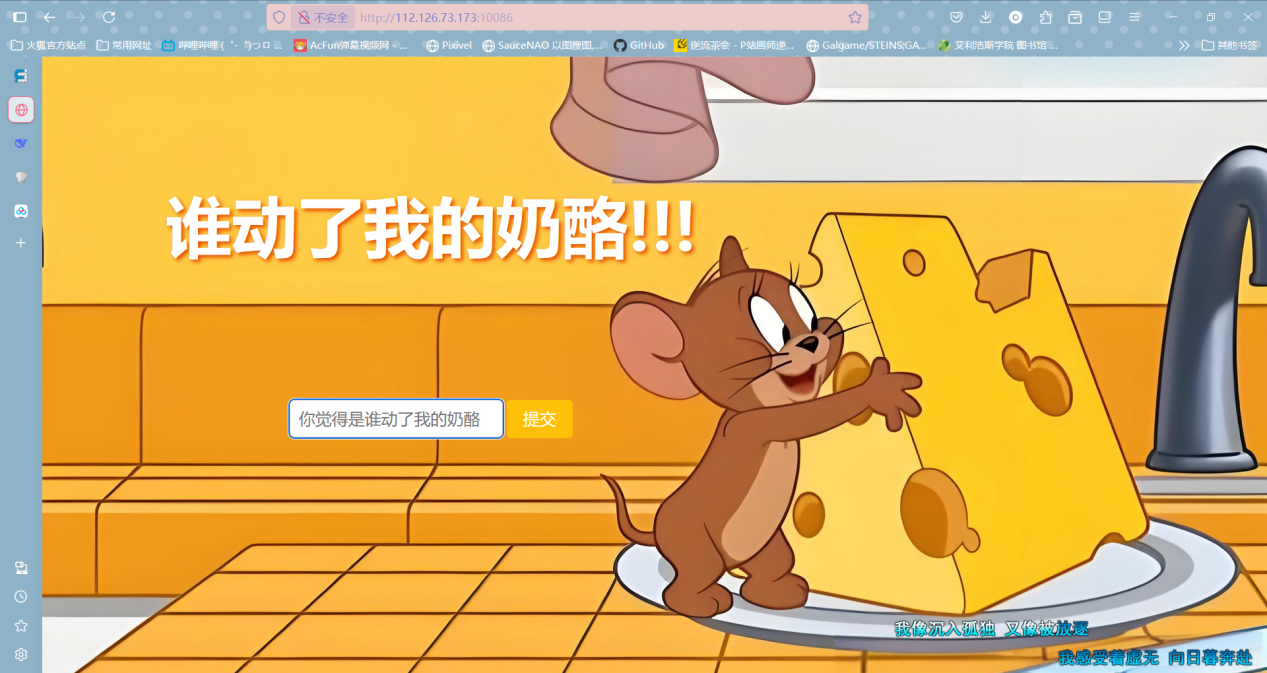 不安全 http://112.126.73.173:10086
火狐官方站点 常用网址 哔哩哔哩 ( ゜- ゜)つロ ... AcFun弹幕视频网 - ... Pixivel SauceNAO 以图搜图,... GitHub 逆流茶会 - P站画师逆... Galgame/STEINS;GA... 艾利浩斯学院 图书馆... 其他书签
谁动了我的奶酪!!!
你觉得是谁动了我的奶酪 提交
我像沉入孤独 又像被放逐
我感受着虚无 向日暮奔赴